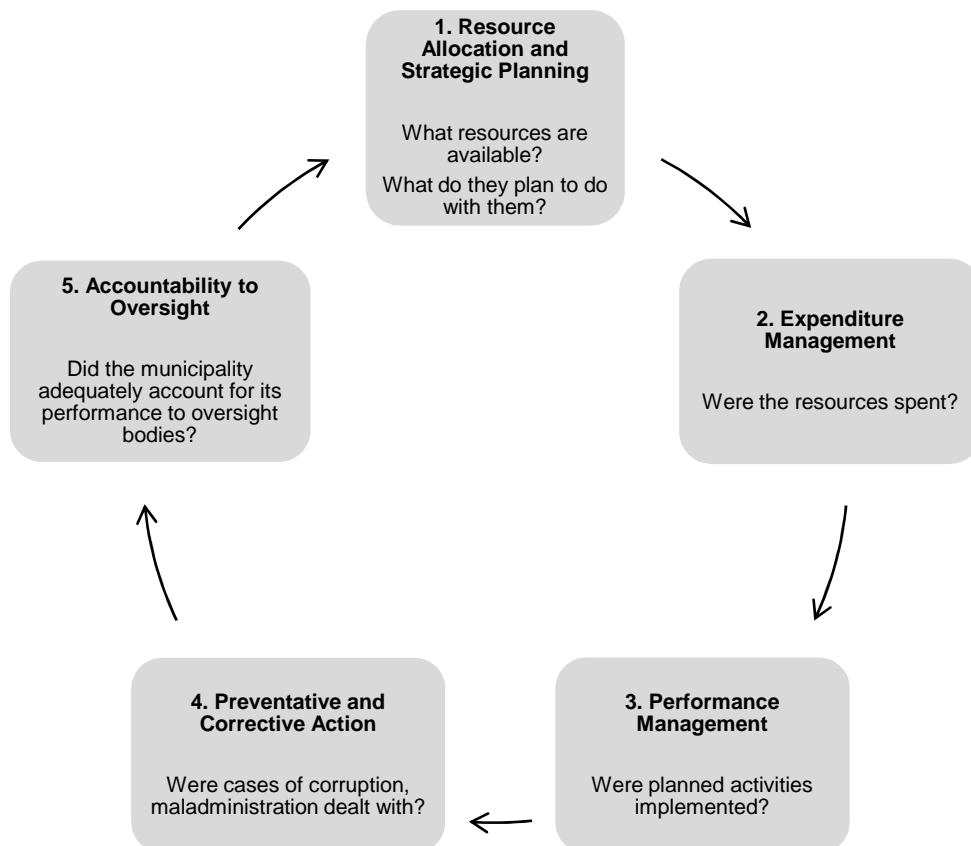 1. Resource
Allocation and
Strategic Planning
What resources are
available?
What do they plan to do
with them?
2. Expenditure
Management
Were the resources spent?
3. Performance
Management
Were planned activities
implemented?
4. Preventative and
Corrective Action
Were cases of corruption,
maladministration dealt with?
5. Accountability to
Oversight
Did the municipality
adequately account for its
performance to oversight
bodies?